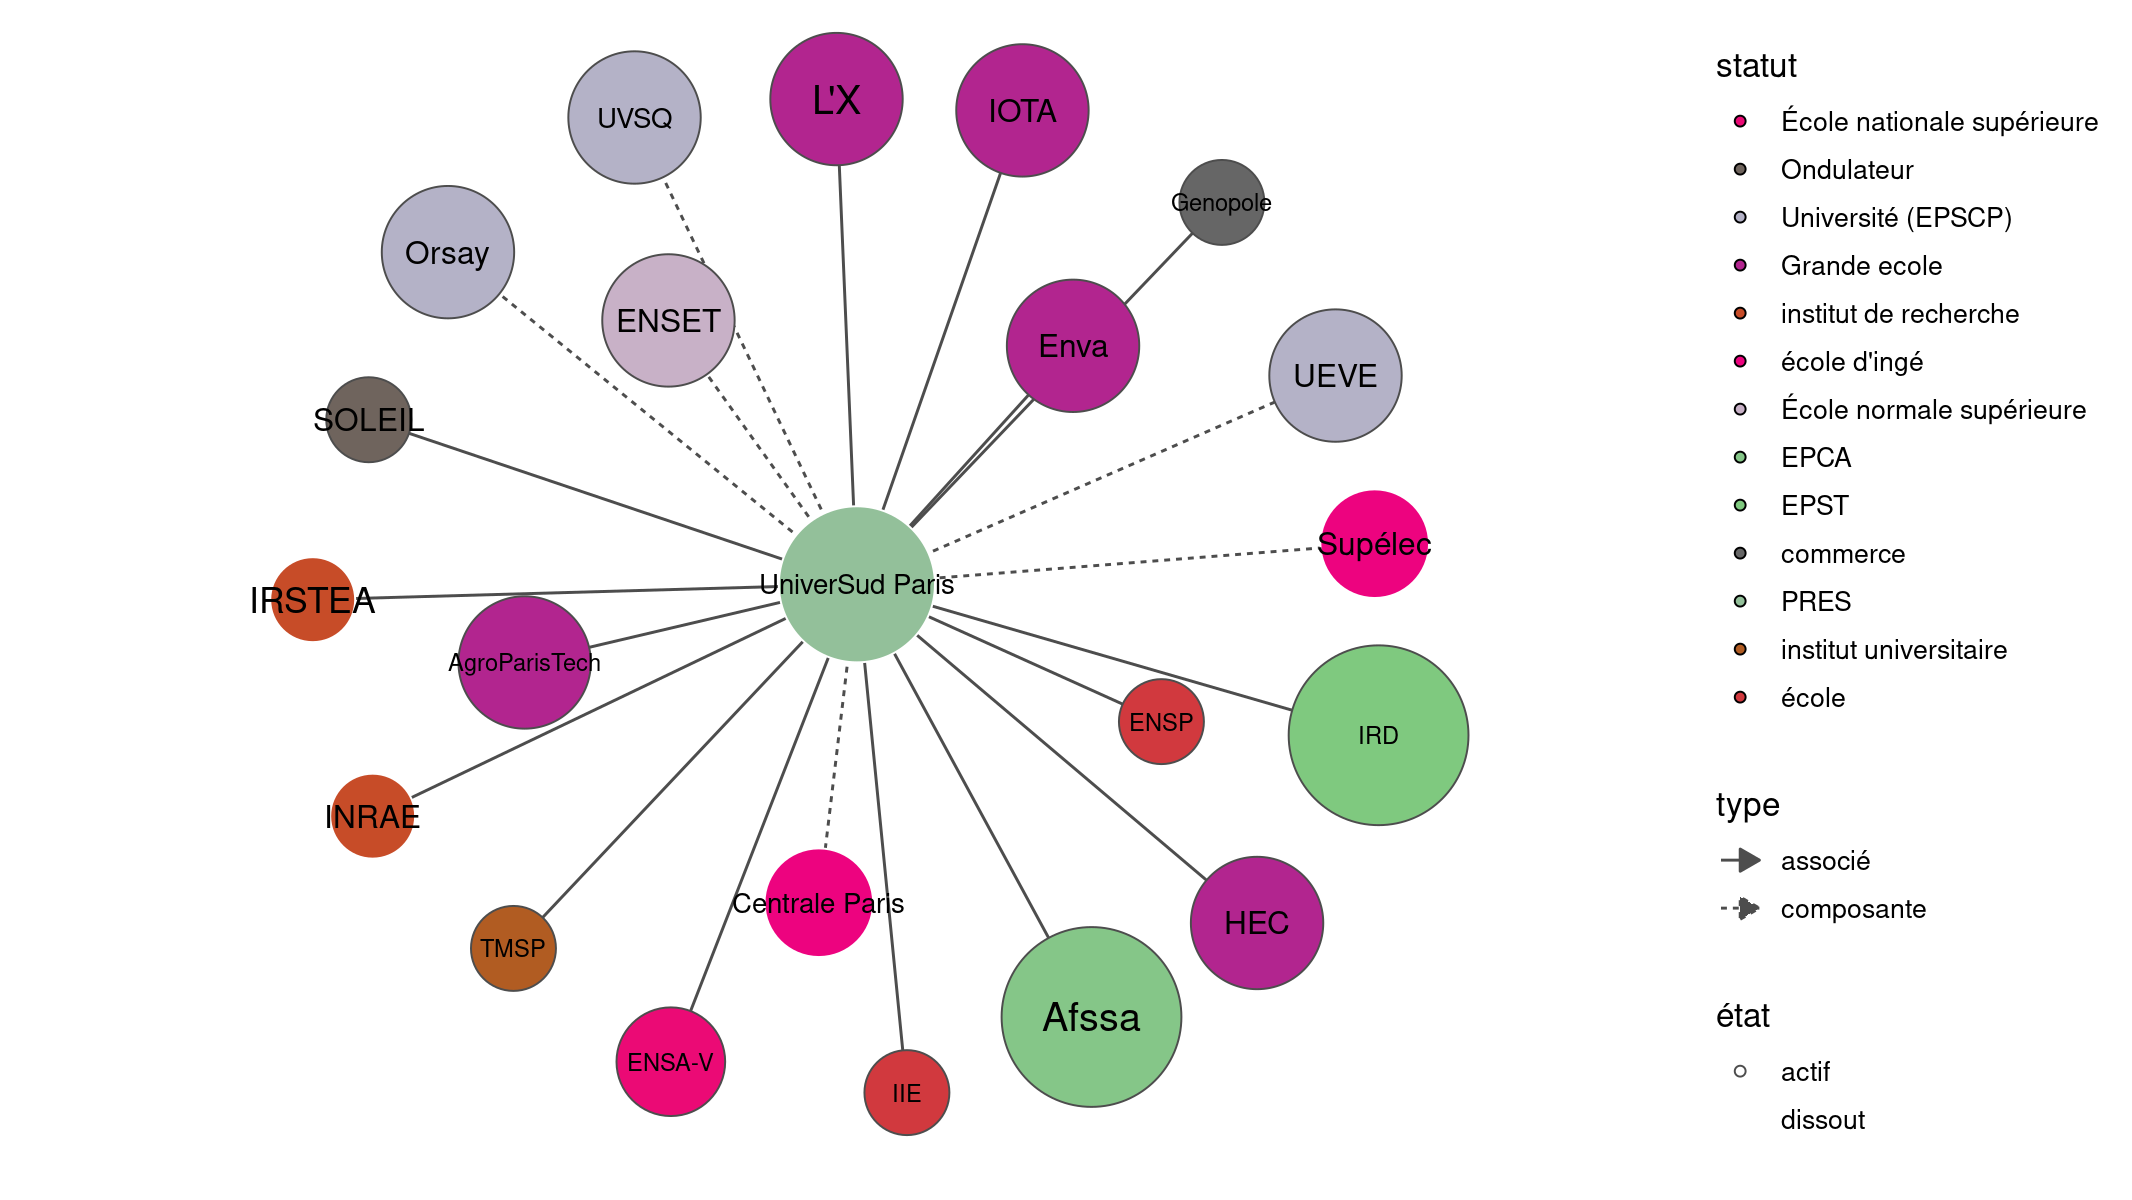 L'X
IOTA
UVSQ
Genopole
Orsay
ENSET
Enva
UEVE
SOLEIL
Supélec
UniverSud Paris
IRSTEA
AgroParisTech
ENSP
IRD
INRAE
Centrale Paris
HEC
TMSP
Afssa
ENSA-V
IIE
statut
École nationale supérieure
Ondulateur
Université (EPSCP)
Grande ecole
institut de recherche
école d'ingé
École normale supérieure
EPCA
EPST
commerce
PRES
institut universitaire
école
type
associé
composante
état
actif
dissout